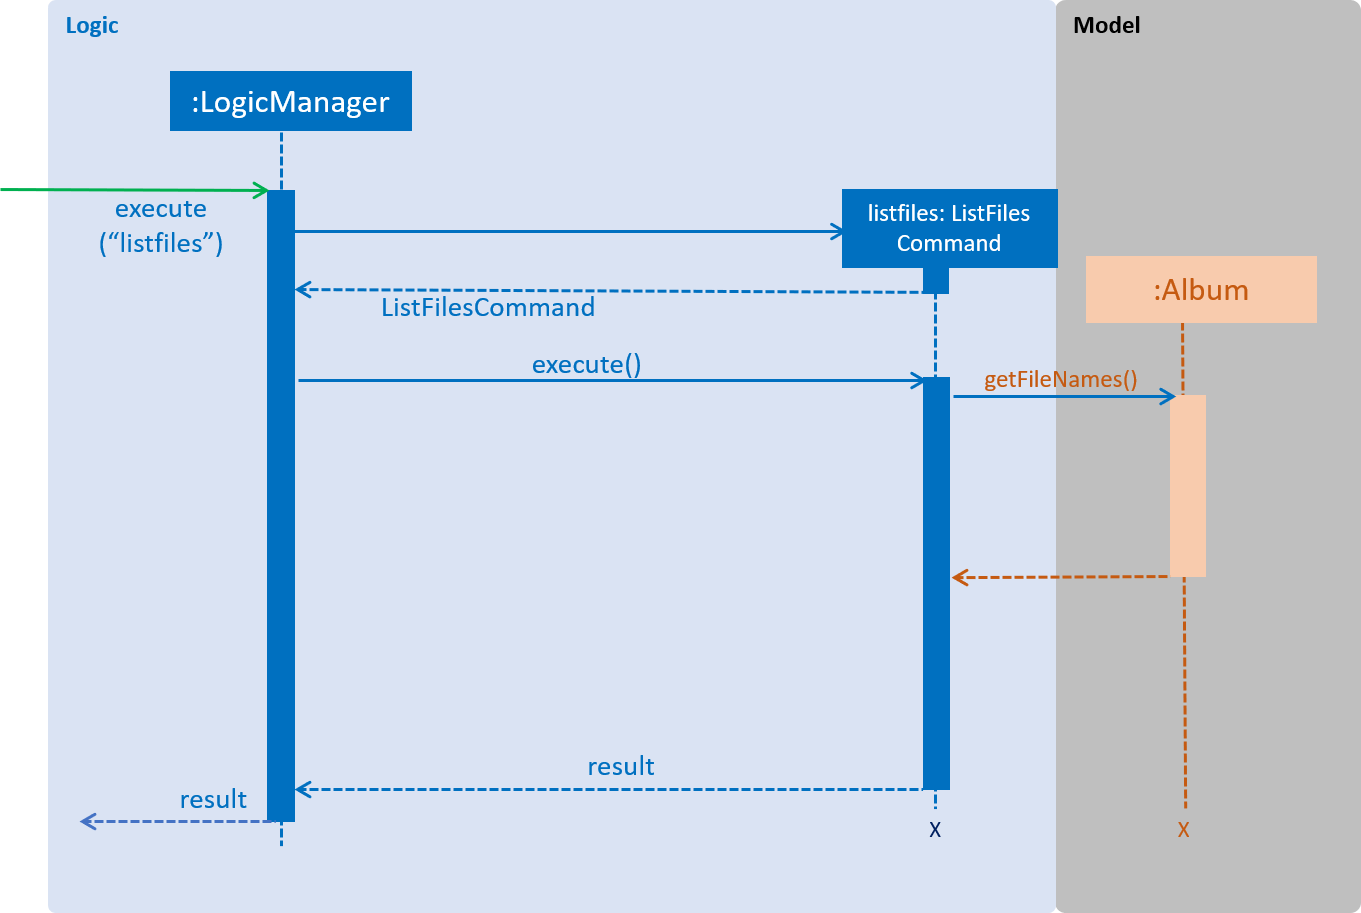 Logic
Model
:LogicManager
execute
(“listfiles”)
listfiles: ListFiles
Command
:Album
ListFilesCommand
execute()
getFileNames()
result
result
X
X